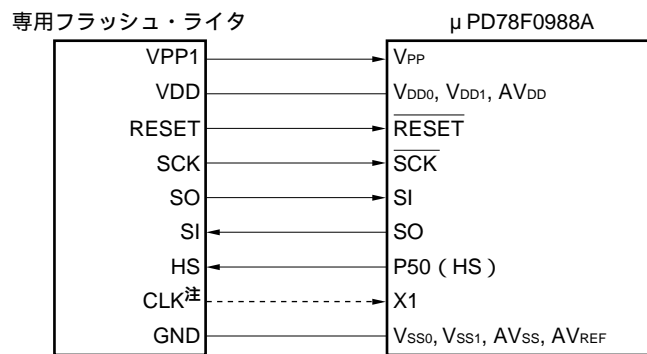 専用フラッシュ・ライタ μPD78F0988A
VPP1 VPP
VDD VDD0, VDD1, AVDD
RESET RESET
SCK SCK
SO SI
SI SO
HS P50（HS）
CLK注 X1
GND VSS0, VSS1, AVSS, AVREF